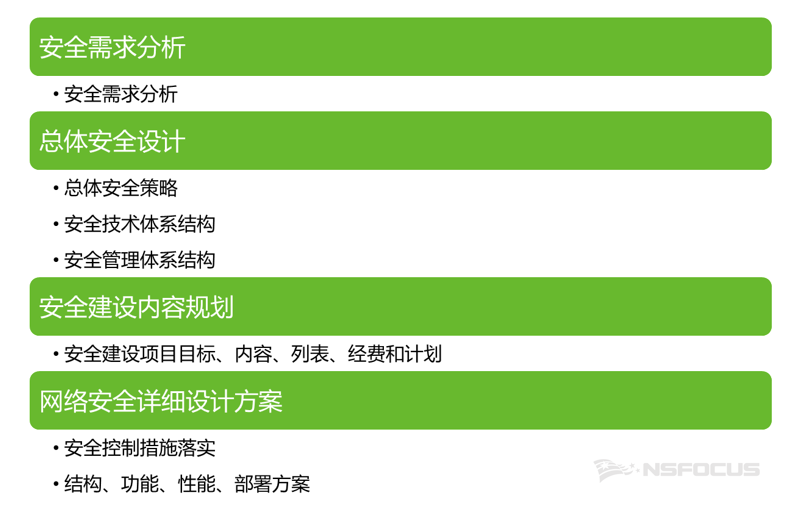 安全需求分析
• 安全需求分析
总体安全设计
• 总体安全策略
• 安全技术体系结构
• 安全管理体系结构
安全建设内容规划
• 安全建设项目目标、内容、列表、经费和计划
网络安全详细设计方案
• 安全控制措施落实
• 结构、功能、性能、部署方案
NSFOCUS